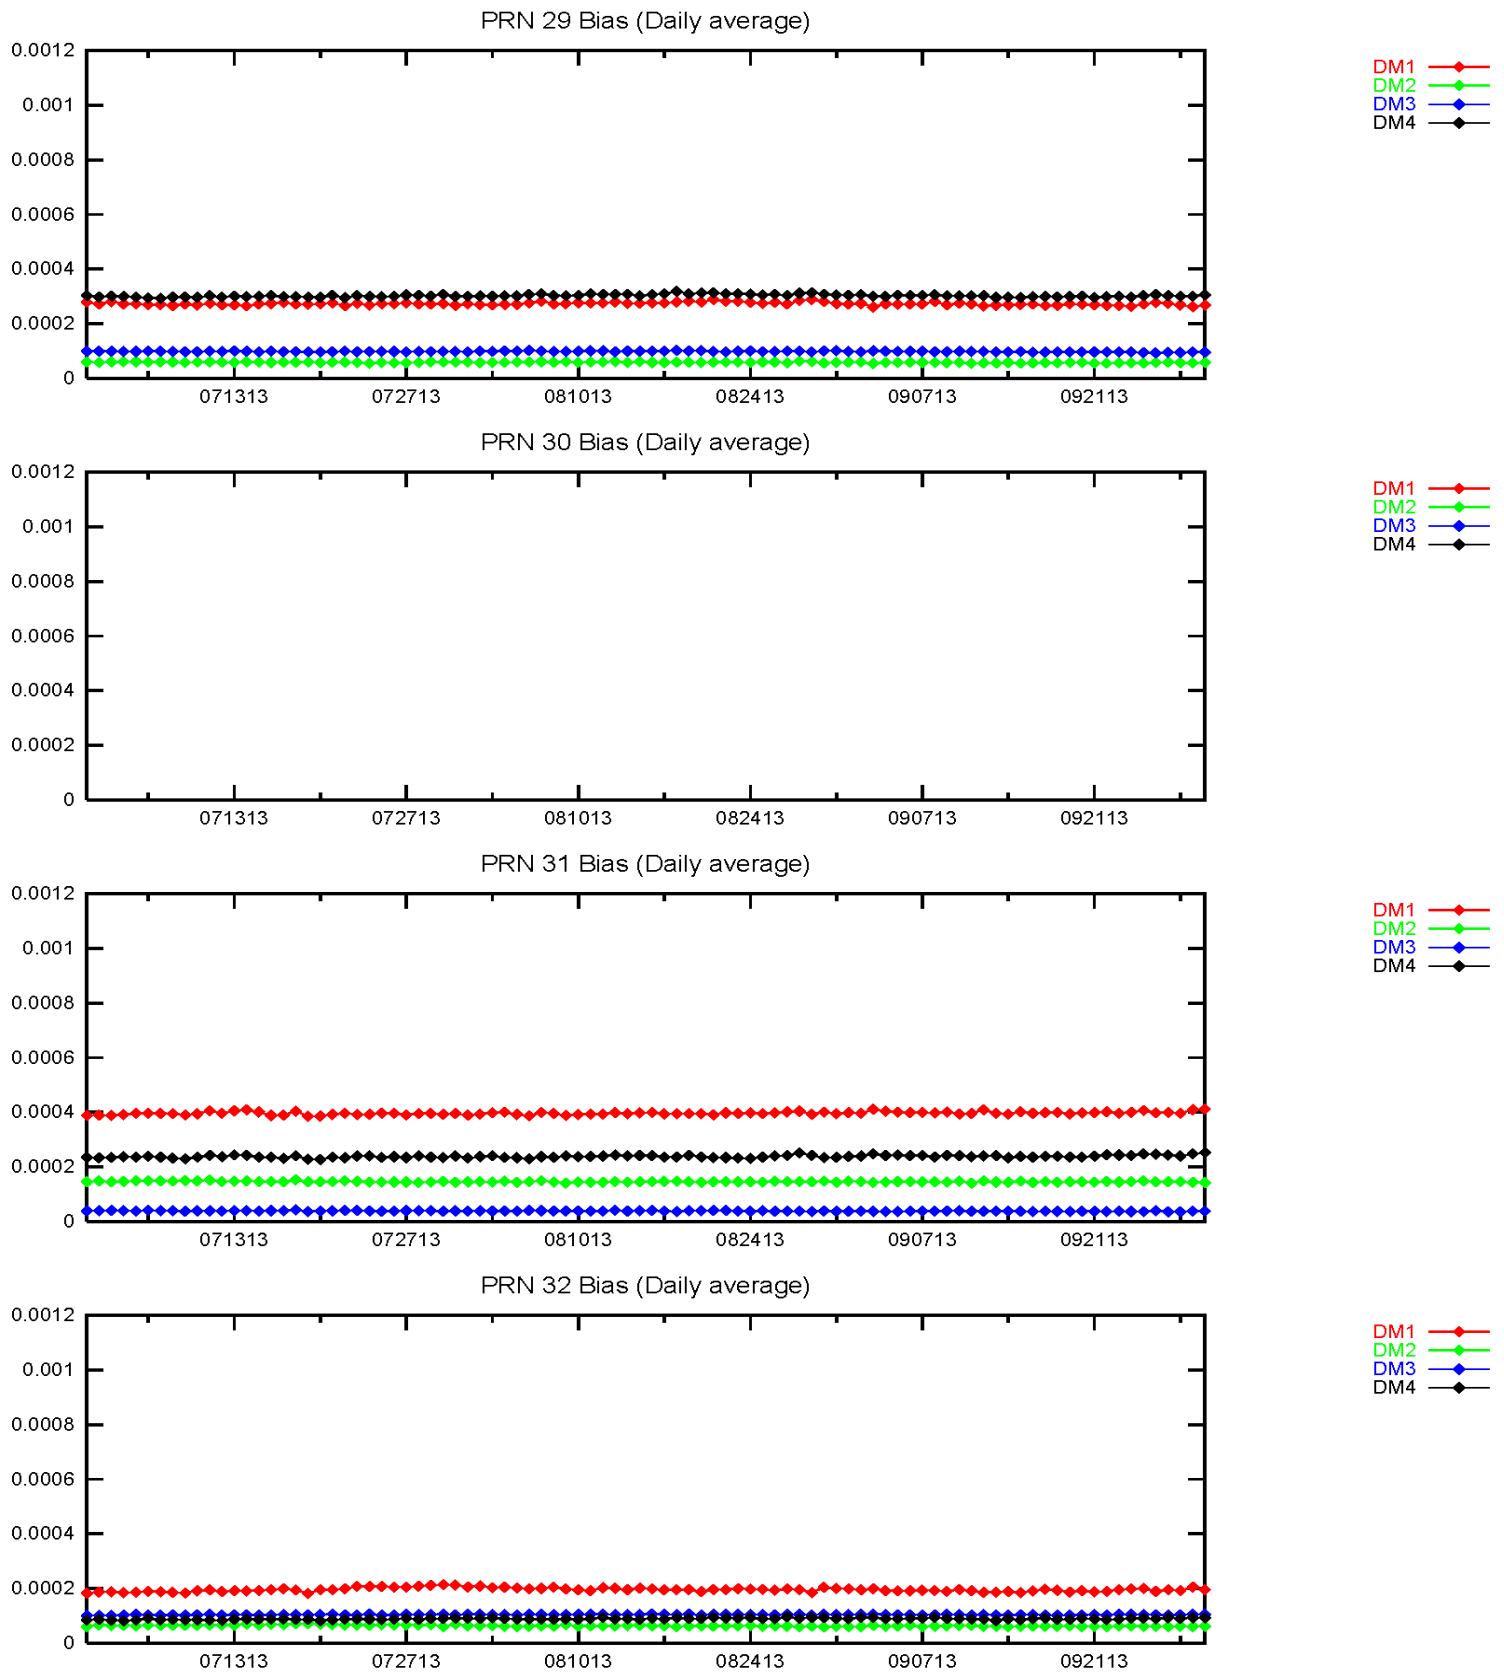 PRN 29 Bias (Daily average)
0.0012
0.001
0.0008
0.0006
0.0004
0.0002
0
071313 072713 081013 082413 090713 092113
DM1
DM2
DM3
DM4
PRN 30 Bias (Daily average)
0.0012
0.001
0.0008
0.0006
0.0004
0.0002
0
071313 072713 081013 082413 090713 092113
DM1
DM2
DM3
DM4
PRN 31 Bias (Daily average)
0.0012
0.001
0.0008
0.0006
0.0004
0.0002
0
071313 072713 081013 082413 090713 092113
DM1
DM2
DM3
DM4
PRN 32 Bias (Daily average)
0.0012
0.001
0.0008
0.0006
0.0004
0.0002
0
071313 072713 081013 082413 090713 092113
DM1
DM2
DM3
DM4